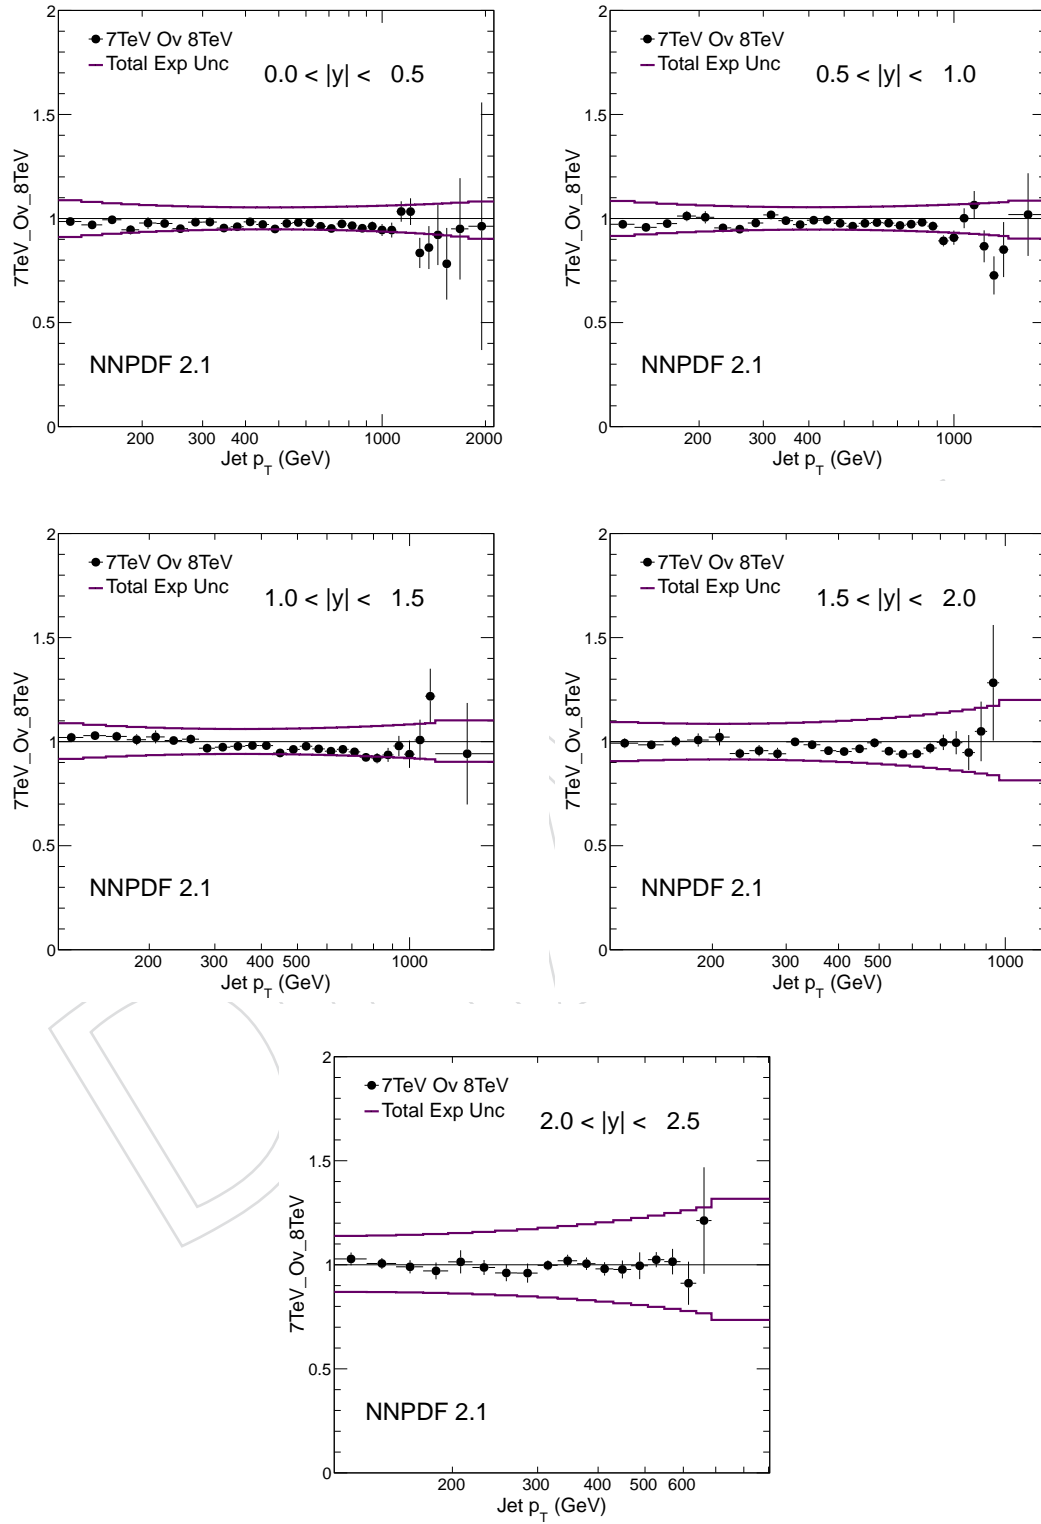 2
7TeV Ov 8TeV
Total Exp Unc
0.0 < |y| < 0.5
1.5
1
0.5
0
7TeV_Ov_8TeV
NNPDF 2.1
200 300 400 1000 2000
Jet p_T (GeV)
2
7TeV Ov 8TeV
Total Exp Unc
0.5 < |y| < 1.0
1.5
1
0.5
0
7TeV_Ov_8TeV
NNPDF 2.1
200 300 400 1000
Jet p_T (GeV)
2
7TeV Ov 8TeV
Total Exp Unc
1.0 < |y| < 1.5
1.5
1
0.5
0
7TeV_Ov_8TeV
NNPDF 2.1
200 300 400 500 1000
Jet p_T (GeV)
2
7TeV Ov 8TeV
Total Exp Unc
1.5 < |y| < 2.0
1.5
1
0.5
0
7TeV_Ov_8TeV
NNPDF 2.1
200 300 400 500 1000
Jet p_T (GeV)
2
7TeV Ov 8TeV
Total Exp Unc
2.0 < |y| < 2.5
1.5
1
0.5
0
7TeV_Ov_8TeV
NNPDF 2.1
200 300 400 500 600
Jet p_T (GeV)